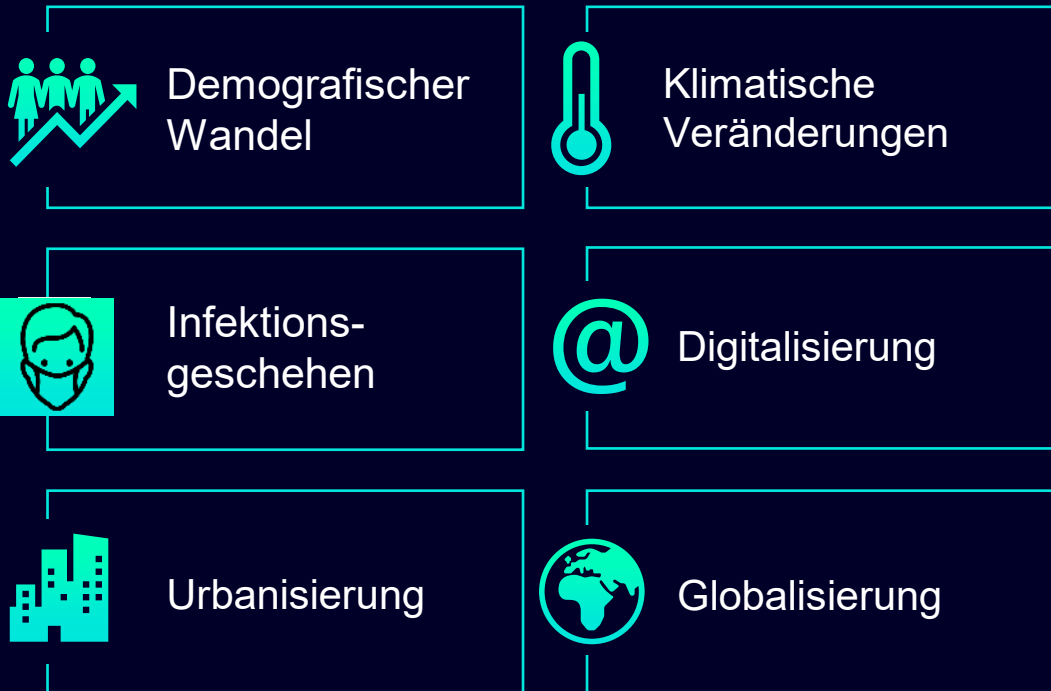 Demografischer
Wandel
Klimatische
Veränderungen
Infektions-
geschehen
@ Digitalisierung
Urbanisierung
Globalisierung